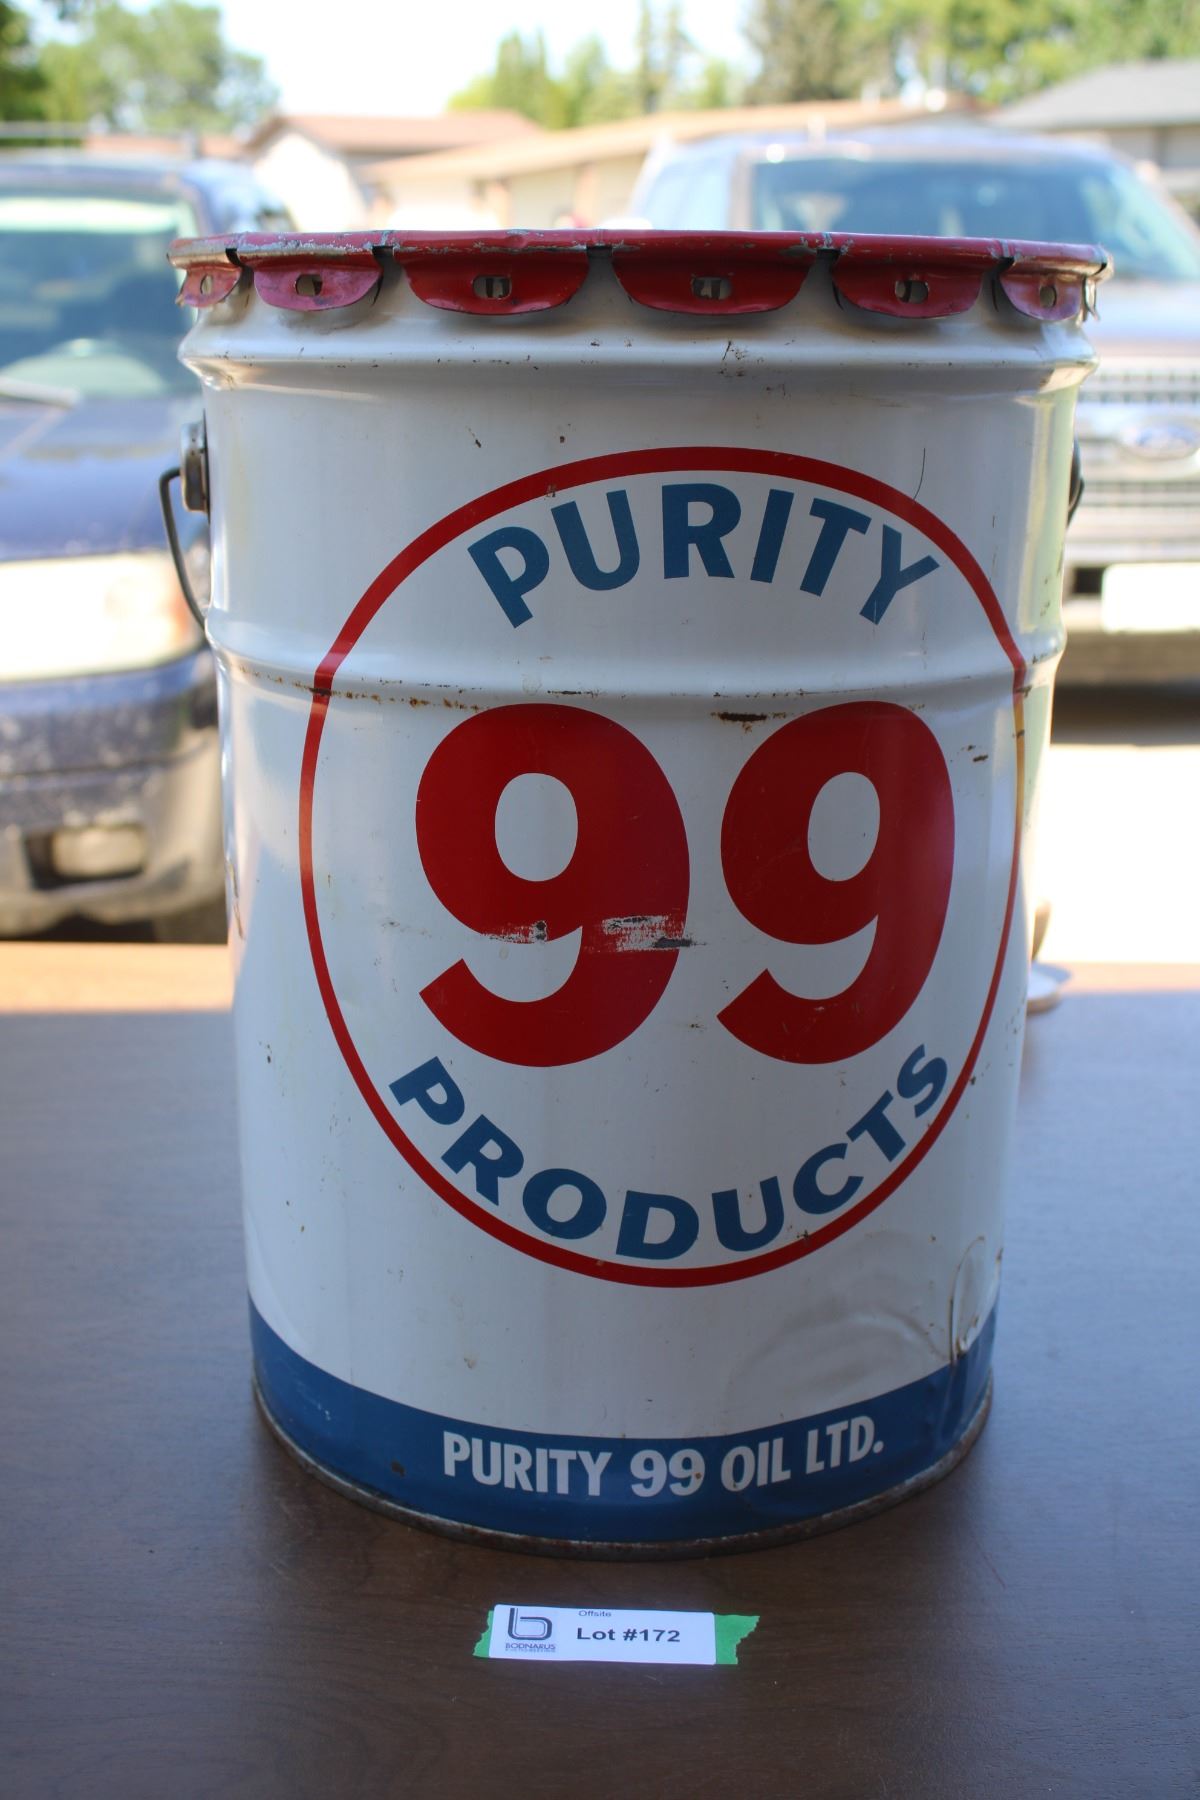 PURITY
99
PRODUCTS
PURITY 99 OIL LTD.
Offsite
Lot #172
BODNARUS